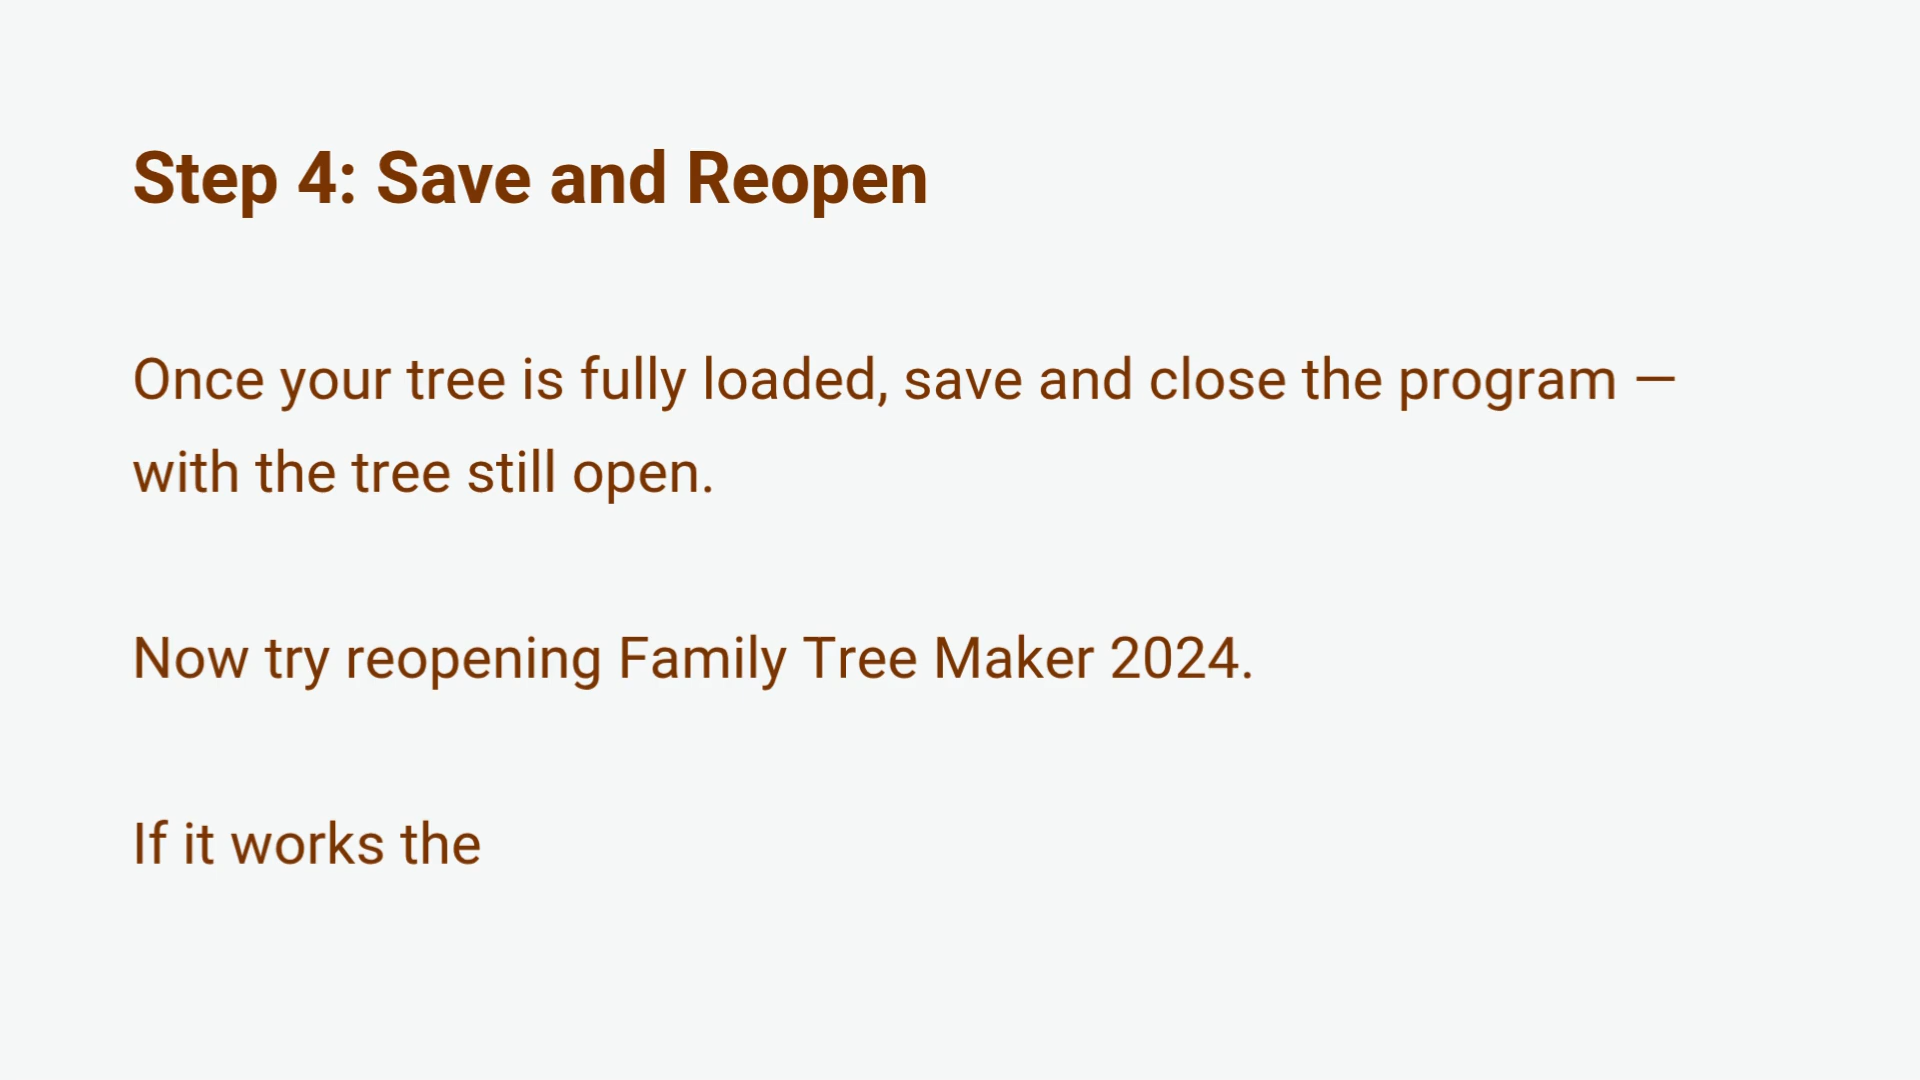 Step 4: Save and Reopen
Once your tree is fully loaded, save and close the program —
with the tree still open.
Now try reopening Family Tree Maker 2024.
If it works the